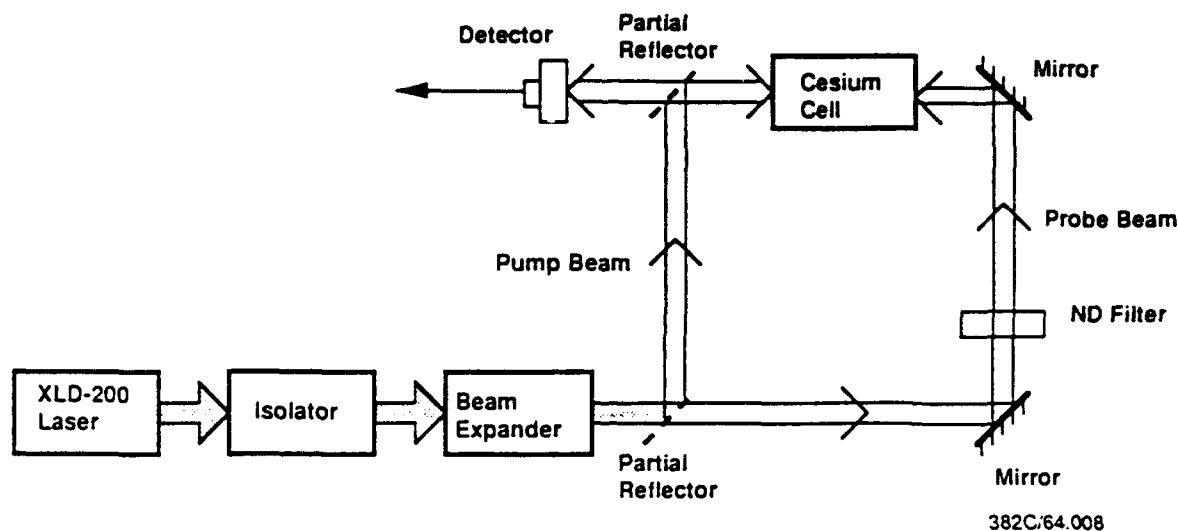 Partial
Reflector
Detector
Cesium
Cell
Mirror
Probe Beam
Pump Beam
ND Filter
XLD-200
Laser
Isolator
Beam
Expander
Partial
Reflector
Mirror
382C/64.008